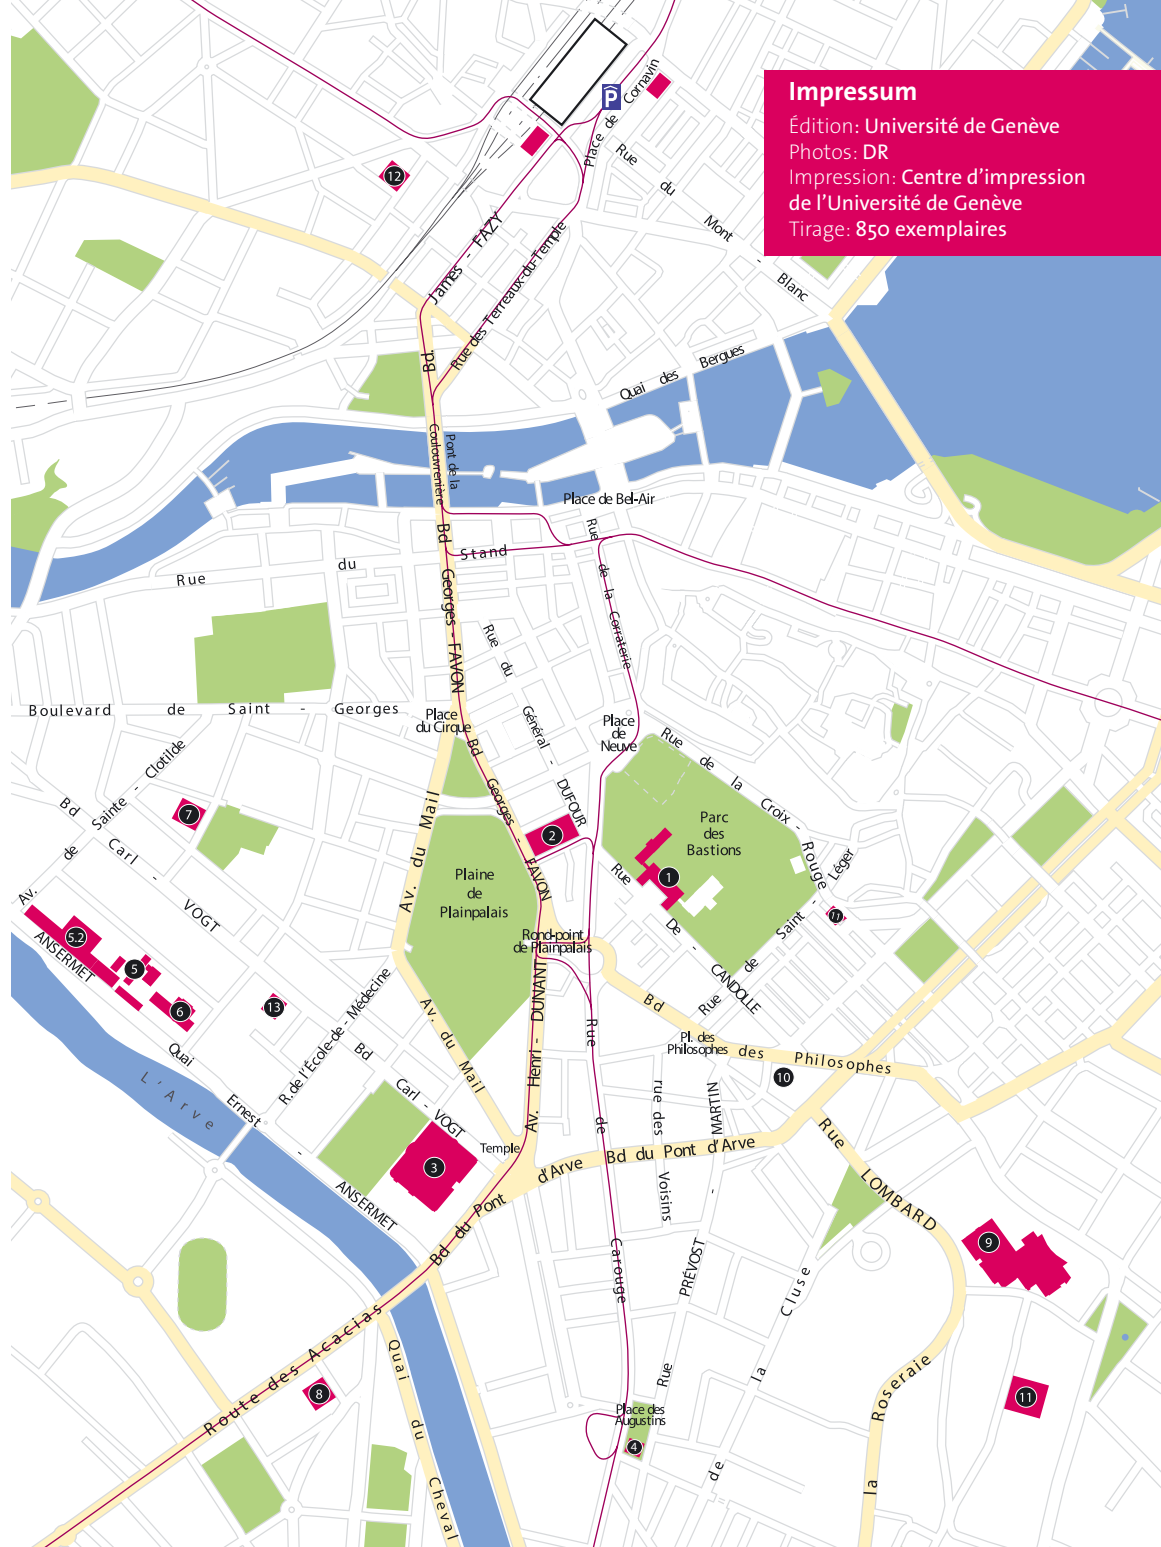 Impressum
Édition: Université de Genève
Photos: DR
Impression: Centre d'impression
de l'Université de Genève
Tirage: 850 exemplaires
P
Place de Cornavin
12
Rue du Mont - Blanc
James - FAZY
Bd.
Rue des Terreaux-du-Temple
Quai des Bergues
Pont de la
Coulouvrenière
Place de Bel-Air
Rue du Stand
Bd Georges - FAVON
Rue de la Corraterie
Rue du Général - DUFOUR
Boulevard de Saint - Georges
Place
du Cirque
Place
de
Neuve
Bd Georges - FAVON
Rue de la Croix - Rouge
Av. de Sainte - Clotilde
Bd Carl - VOGT
7
Av. du Mail
2
Parc
des
Bastions
1
Plaine
de
Plainpalais
Rue De - CANDOLLE
Rue de Saint - Léger
11
Rond-point
de Plainpalais
ANSERMET
5.2
5
6
13
R. de l'École-de - Médecine
Av. du Mail
Av. Henri - DUNANT
Bd des Philosophes
Pl. des
Philosophes
10
Quai Ernest - ANSERMET
L'Arve
Bd Carl - VOGT
Temple
3
Rue de Carouge
rue des Voisins
Rue PRÉVOST - MARTIN
Bd du Pont d'Arve
Bd du Pont d'Arve
Rue LOMBARD
9
Rue de la Cluse
la Roseraie
11
Route des Acacias
8
Quai du Cheval
Place des
Augustins
4